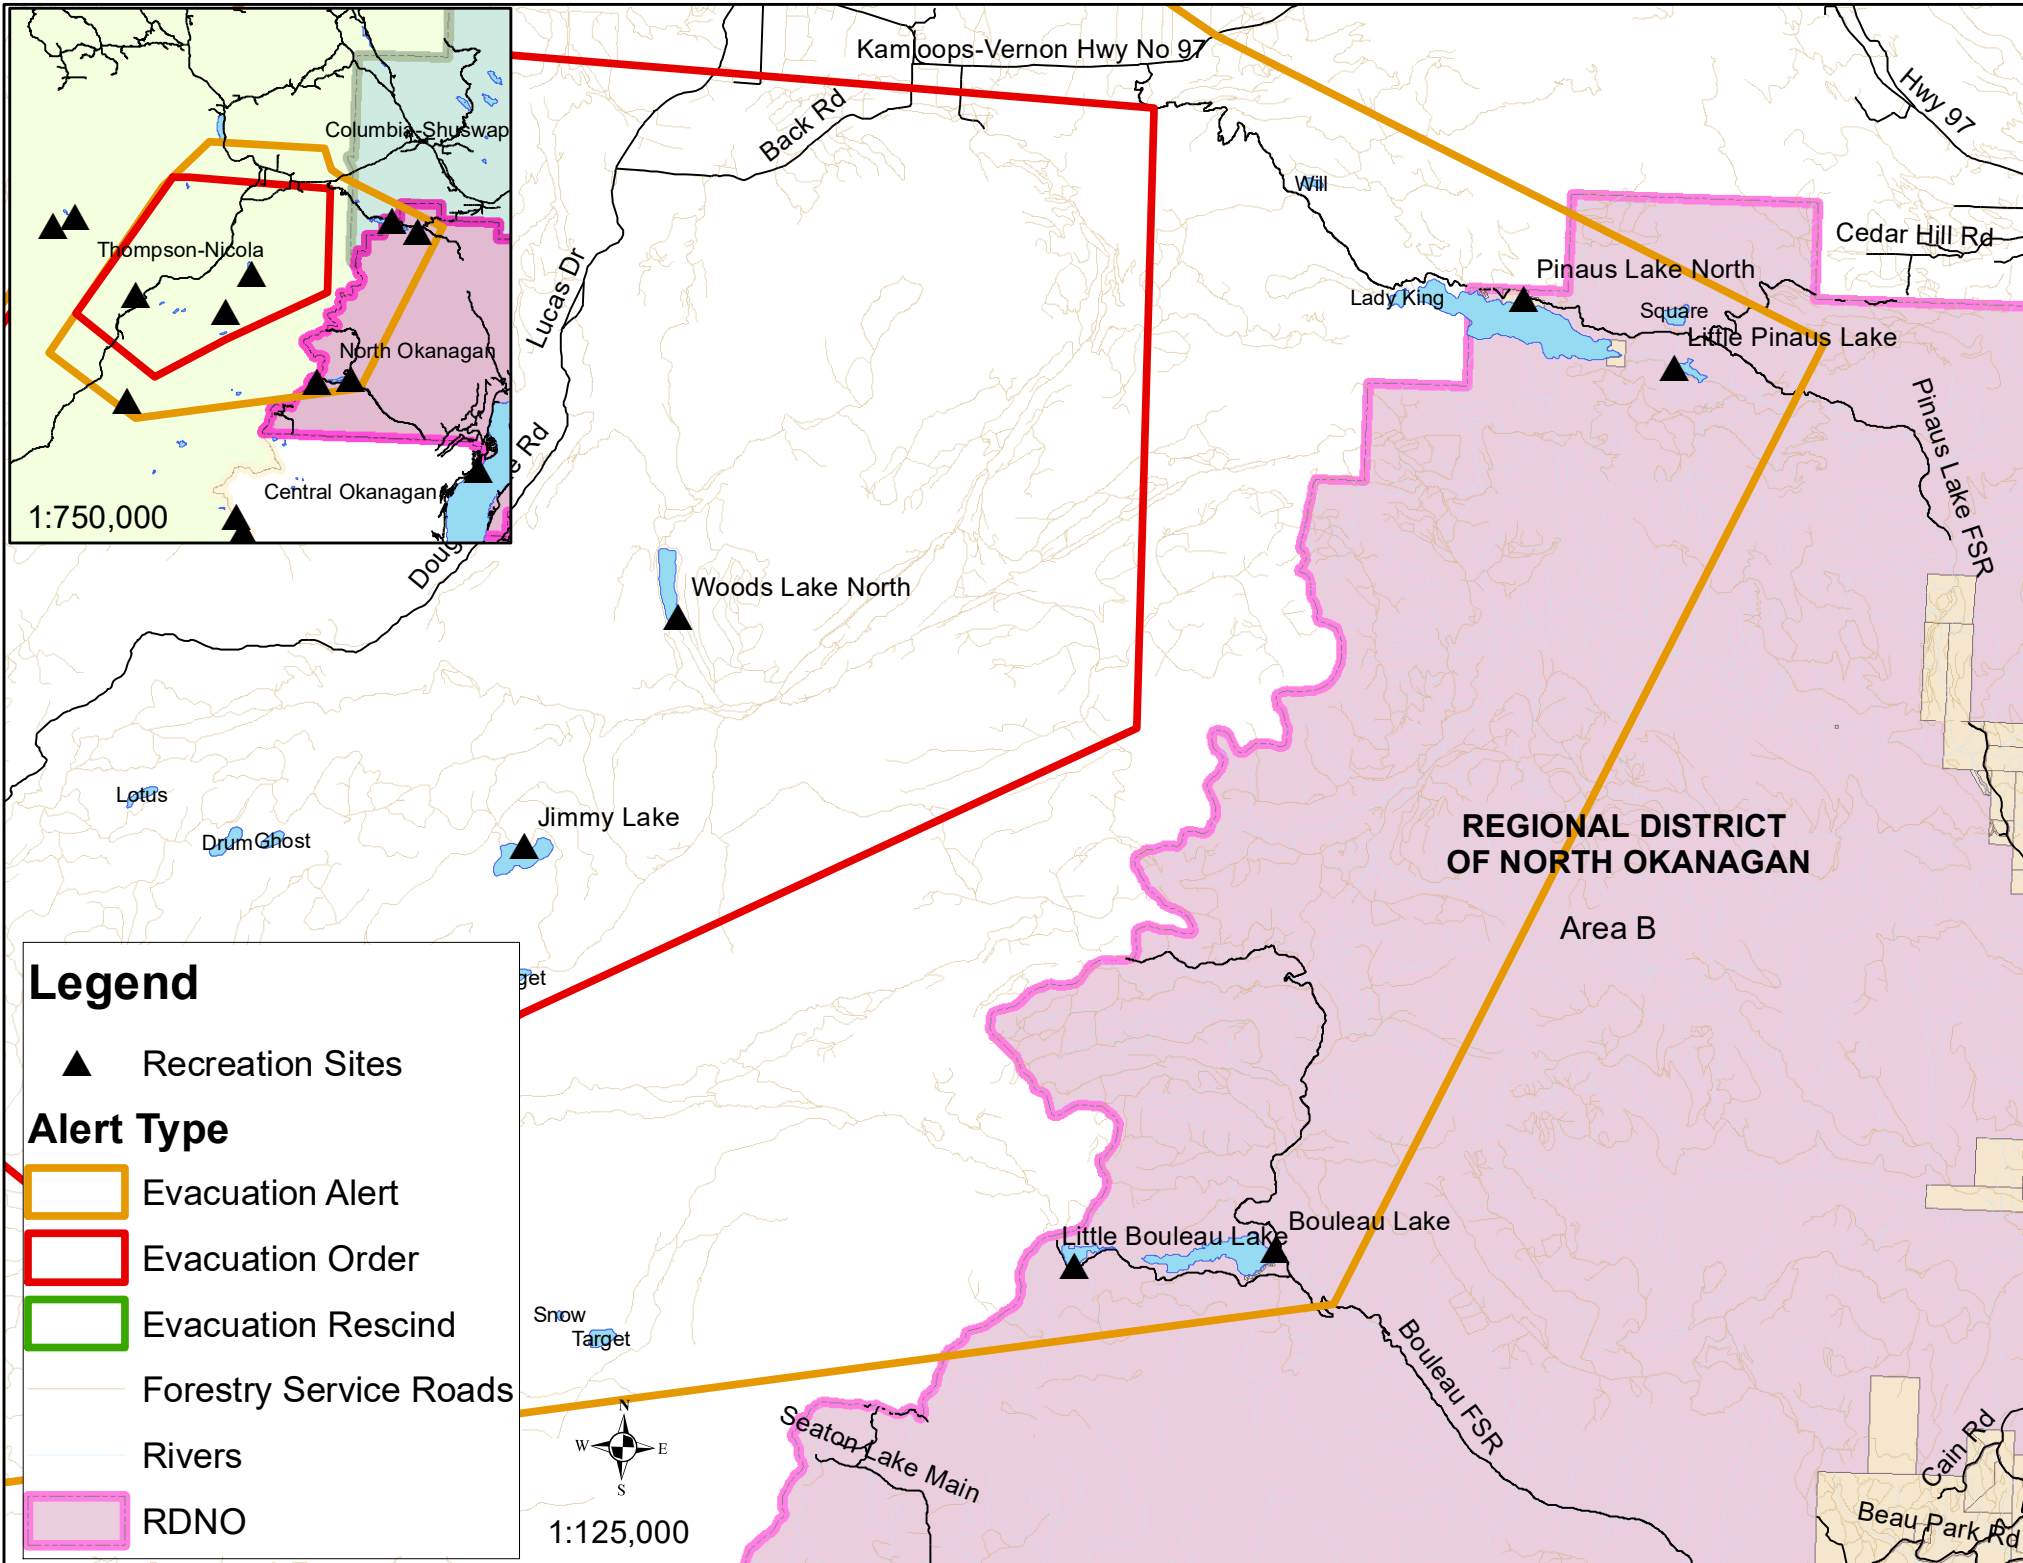 Kamloops-Vernon Hwy No 97
Hwy 97
Back Rd
Columbia-Shuswap
Will
Thompson-Nicola
Cedar Hill Rd
Pinaus Lake North
Lady King
Square
Little Pinaus Lake
Lucas Dr
North Okanagan
Pinaus Lake FSR
Central Okanagan
1:750,000
Doug
e Rd
Woods Lake North
Lotus
Drum
Ghost
Jimmy Lake
REGIONAL DISTRICT
OF NORTH OKANAGAN
Area B
get
Legend
Recreation Sites
Alert Type
Evacuation Alert
Evacuation Order
Evacuation Rescind
Forestry Service Roads
Rivers
RDNO
Little Bouleau Lake
Bouleau Lake
Snow
Target
Bouleau FSR
Seaton Lake Main
N
W
E
S
1:125,000
Cain Rd
Beau Park Rd